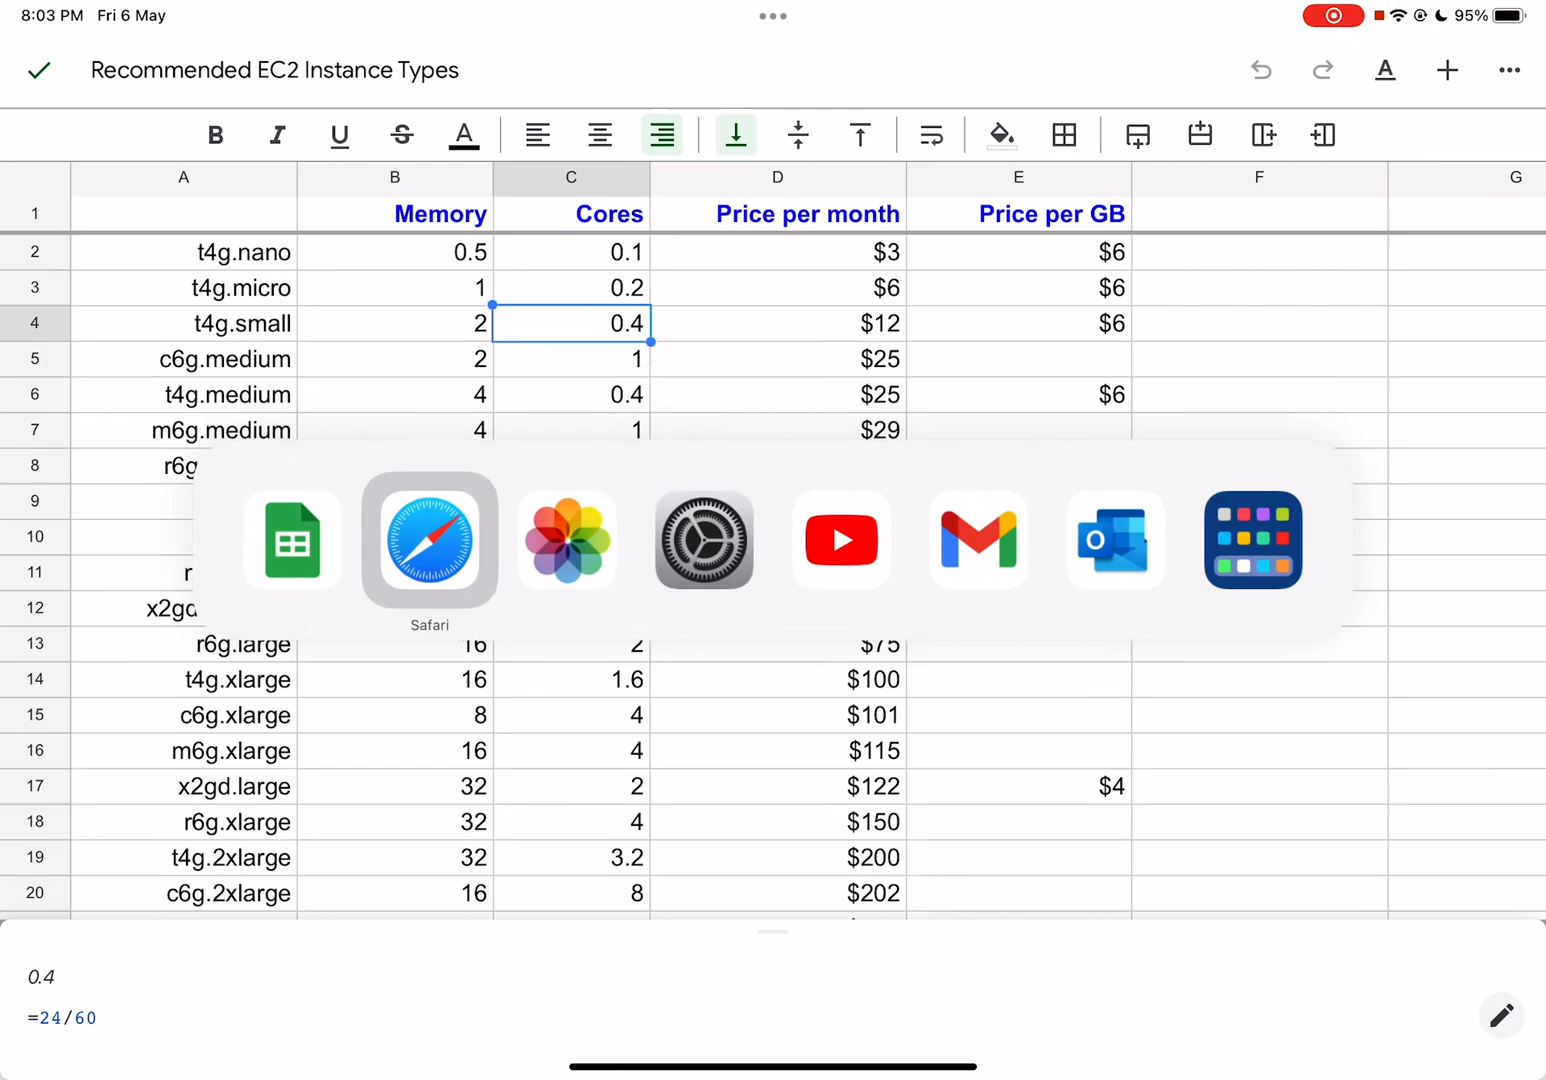 8:03 PM Fri 6 May 95%
Recommended EC2 Instance Types A
B I U S A
A B C D E F G
1 Memory Cores Price per month Price per GB
2 t4g.nano 0.5 0.1 $3 $6
3 t4g.micro 1 0.2 $6 $6
4 t4g.small 2 0.4 $12 $6
5 c6g.medium 2 1 $25
6 t4g.medium 4 0.4 $25 $6
7 m6g.medium 4 1 $29
8 r6g
9
10
11 r
12 x2gd
Safari
13 r6g.large 16 2 $75
14 t4g.xlarge 16 1.6 $100
15 c6g.xlarge 8 4 $101
16 m6g.xlarge 16 4 $115
17 x2gd.large 32 2 $122 $4
18 r6g.xlarge 32 4 $150
19 t4g.2xlarge 32 3.2 $200
20 c6g.2xlarge 16 8 $202
0.4
=24/60